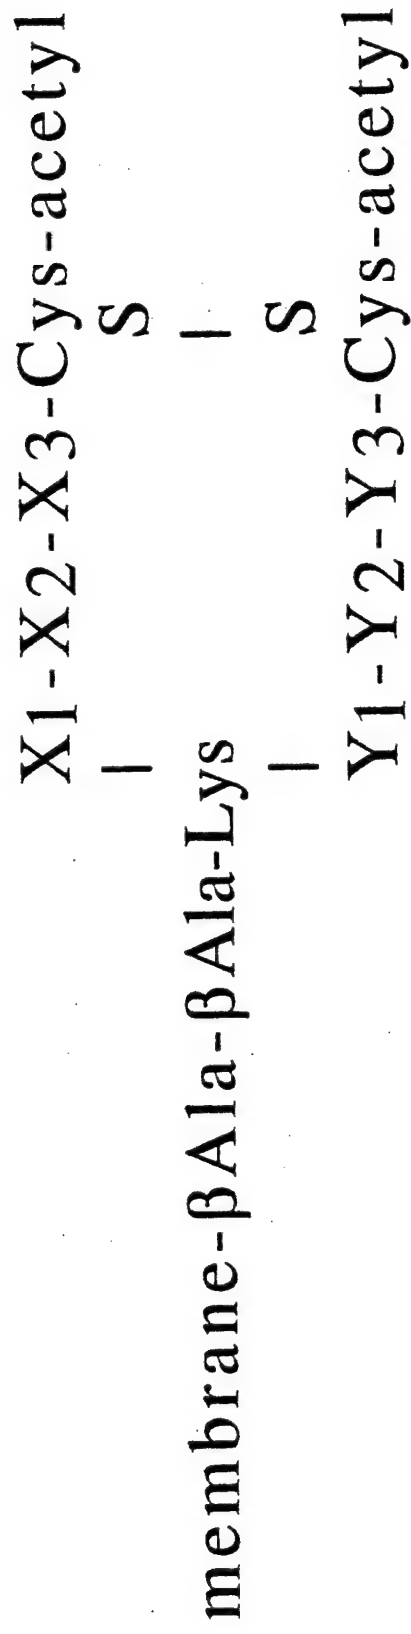 X1-X2-X3-Cys-acetyl
| S
membrane-βAla-βAla-Lys |
| S
Y1-Y2-Y3-Cys-acetyl